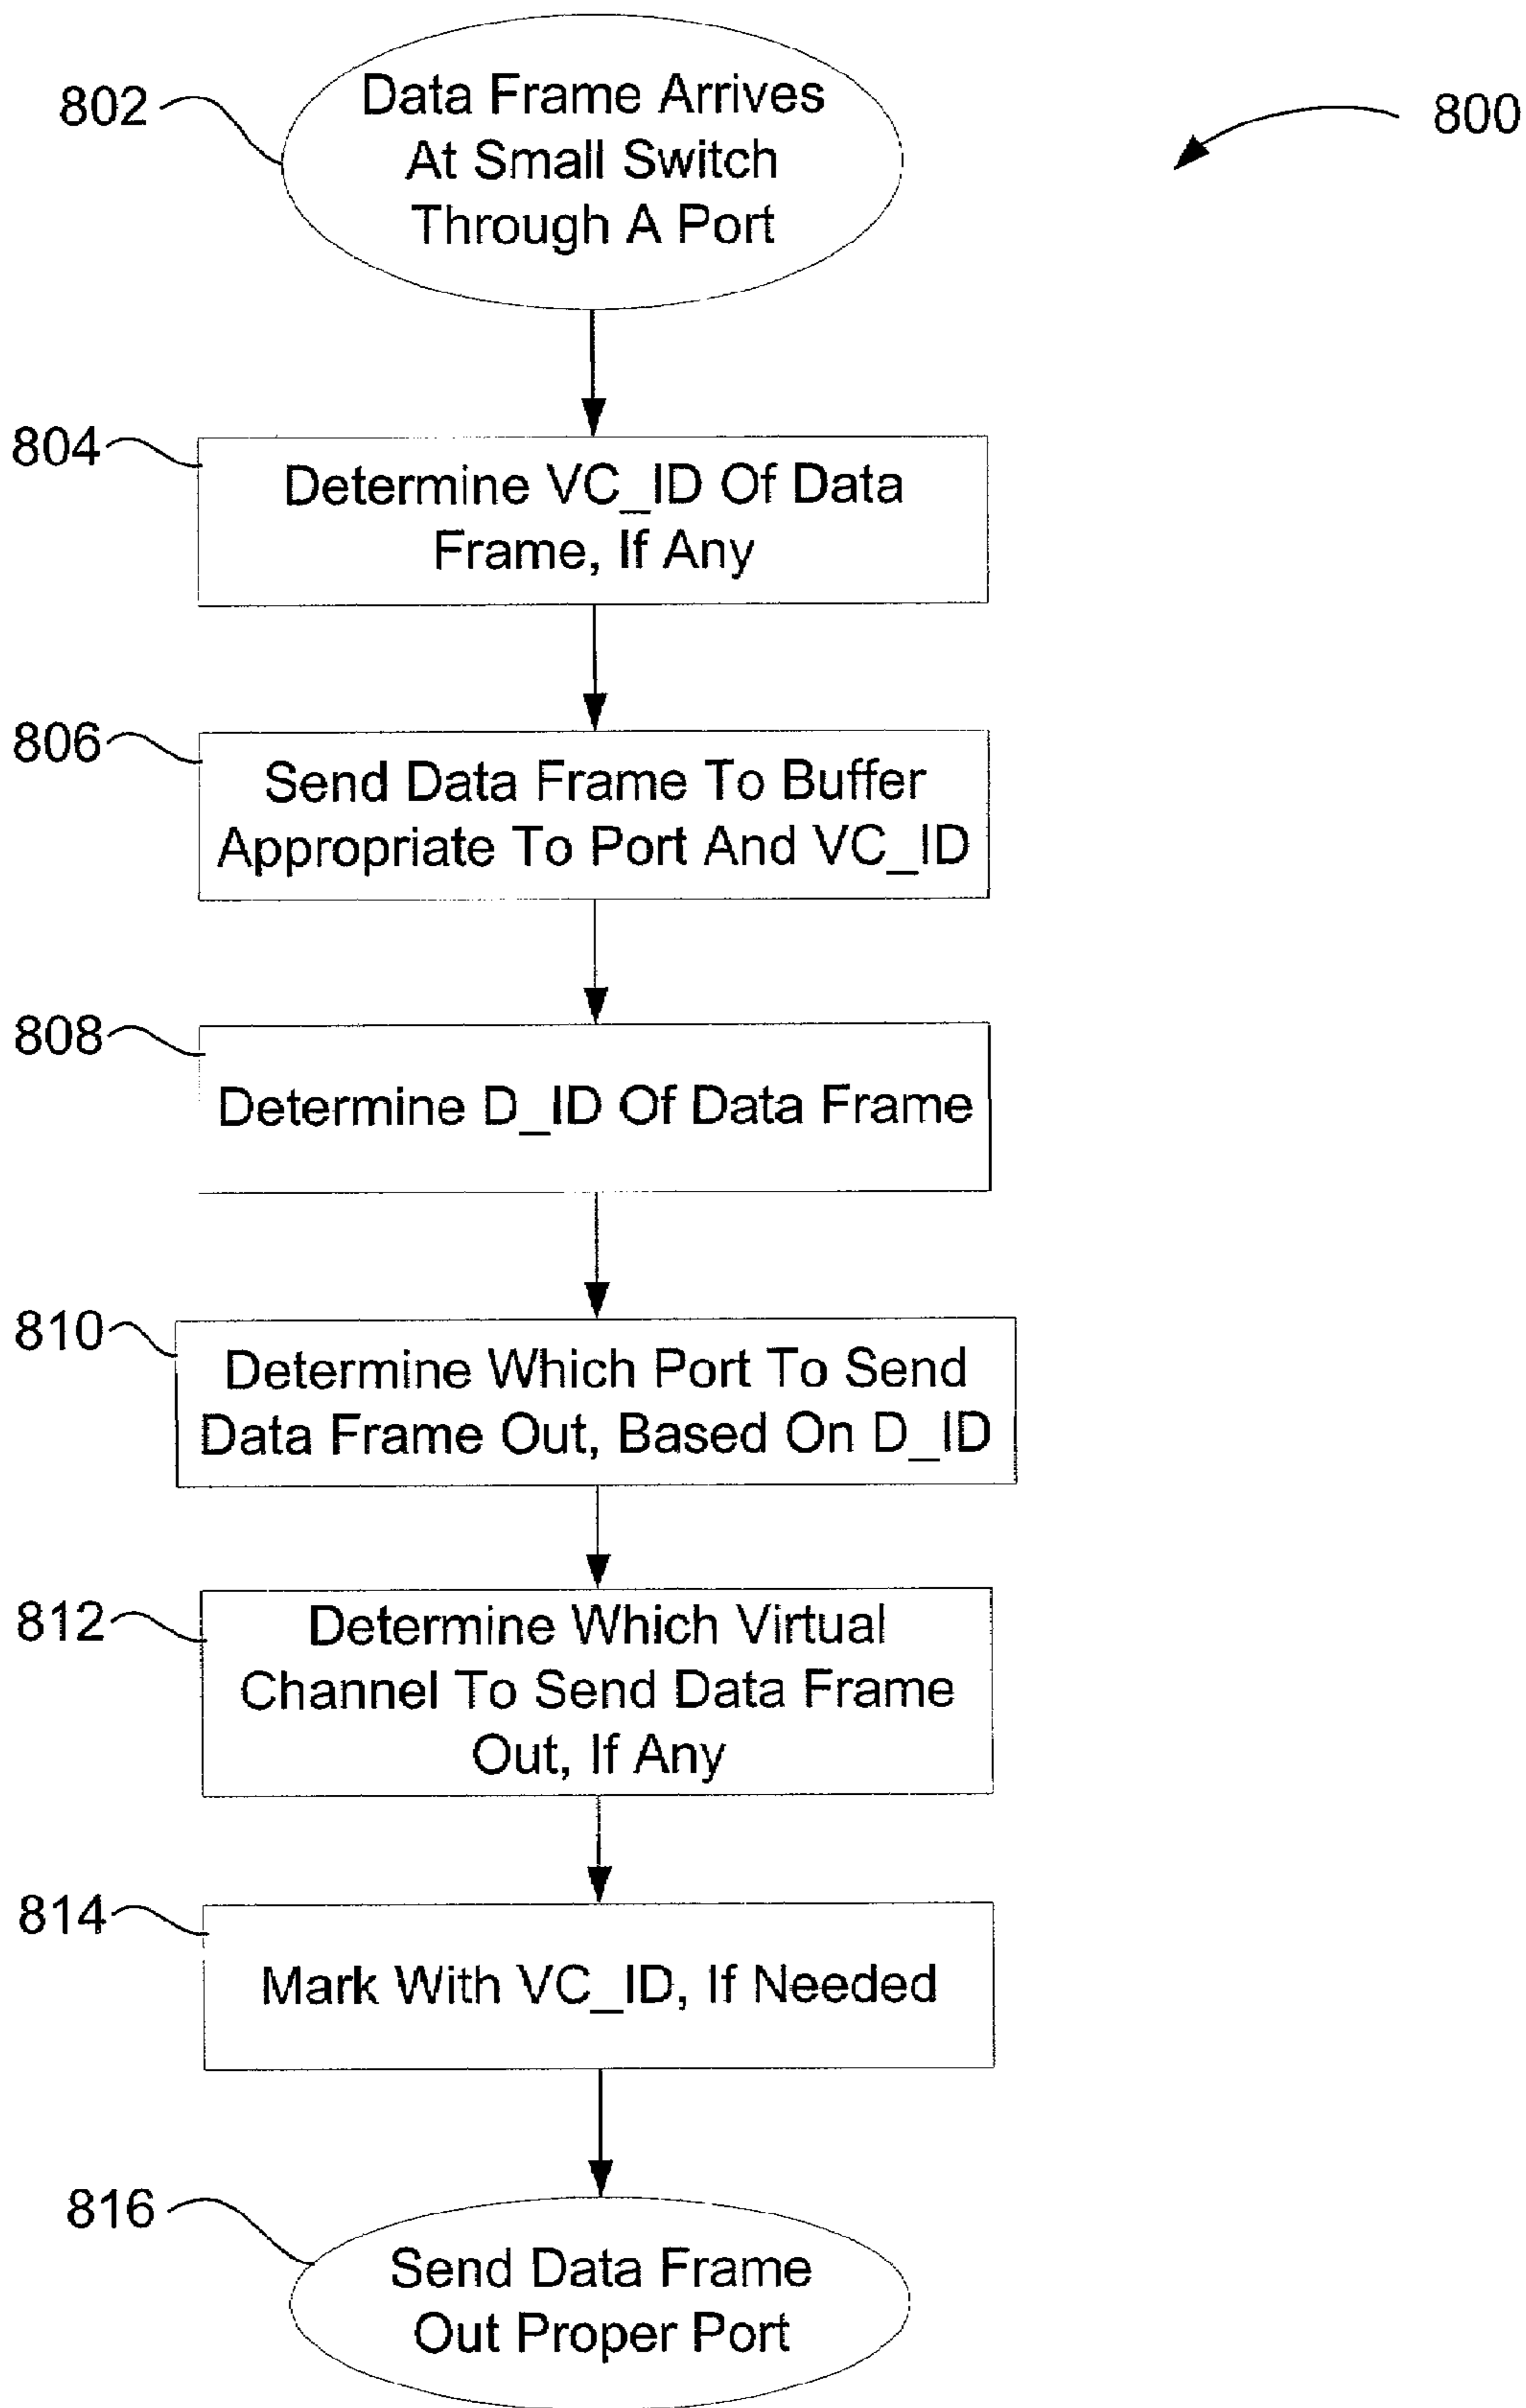 800
802
Data Frame Arrives
At Small Switch
Through A Port
804
Determine VC_ID Of Data
Frame, If Any
806
Send Data Frame To Buffer
Appropriate To Port And VC_ID
808
Determine D_ID Of Data Frame
810
Determine Which Port To Send
Data Frame Out, Based On D_ID
812
Determine Which Virtual
Channel To Send Data Frame
Out, If Any
814
Mark With VC_ID, If Needed
816
Send Data Frame
Out Proper Port